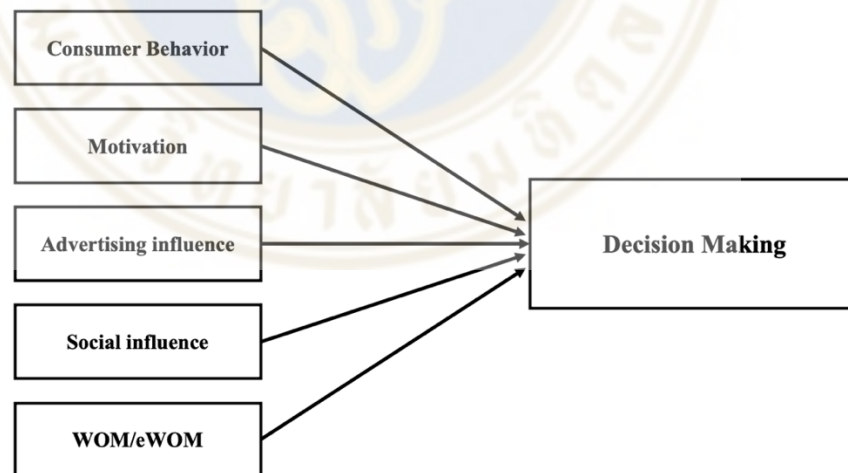 Consumer Behavior
Motivation
Advertising influence
Social influence
WOM/eWOM
Decision Making